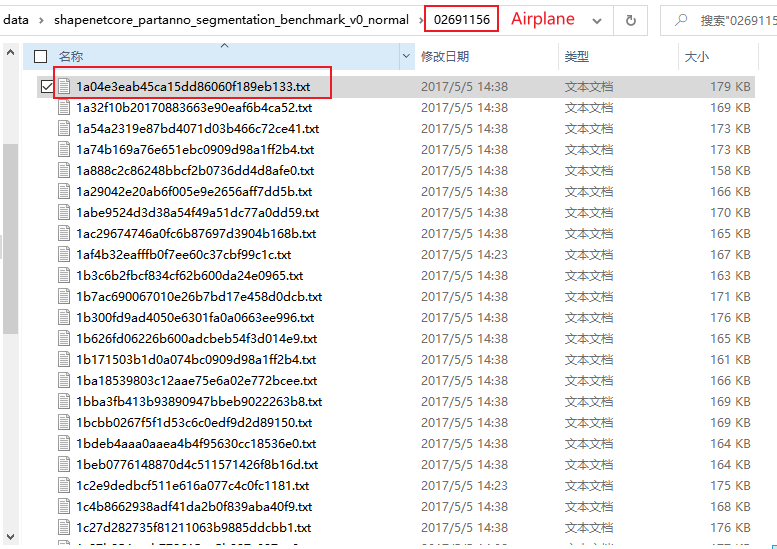 data › shapenetcore_partanno_segmentation_benchmark_v0_normal › 02691156 Airplane 搜索"0269115
名称 修改日期 类型 大小
1a04e3eab45ca15dd86060f189eb133.txt 2017/5/5 14:38 文本文档 179 KB
1a32f10b20170883663e90eaf6b4ca52.txt 2017/5/5 14:38 文本文档 169 KB
1a54a2319e87bd4071d03b466c72ce41.txt 2017/5/5 14:38 文本文档 173 KB
1a74b169a76e651ebc0909d98a1ff2b4.txt 2017/5/5 14:38 文本文档 173 KB
1a888c2c86248bbcf2b0736dd4d8afe0.txt 2017/5/5 14:38 文本文档 158 KB
1a29042e20ab6f005e9e2656aff7dd5b.txt 2017/5/5 14:38 文本文档 166 KB
1abe9524d3d38a54f49a51dc77a0dd59.txt 2017/5/5 14:38 文本文档 170 KB
1ac29674746a0fc6b87697d3904b168b.txt 2017/5/5 14:38 文本文档 165 KB
1af4b32eafffb0f7ee60c37cbf99c1c.txt 2017/5/5 14:23 文本文档 167 KB
1b3c6b2fbcf834cf62b600da24e0965.txt 2017/5/5 14:38 文本文档 163 KB
1b7ac690067010e26b7bd17e458d0dcb.txt 2017/5/5 14:38 文本文档 171 KB
1b300fd9ad4050e6301fa0a0663ee996.txt 2017/5/5 14:38 文本文档 176 KB
1b626fd06226b600adcbeb54f3d014e9.txt 2017/5/5 14:38 文本文档 165 KB
1b171503b1d0a074bc0909d98a1ff2b4.txt 2017/5/5 14:38 文本文档 161 KB
1ba18539803c12aae75e6a02e772bcee.txt 2017/5/5 14:38 文本文档 166 KB
1bba3fb413b93890947bbeb9022263b8.txt 2017/5/5 14:38 文本文档 169 KB
1bcbb0267f5f1d53c6c0edf9d2d89150.txt 2017/5/5 14:38 文本文档 169 KB
1bdeb4aaa0aaea4b4f95630cc18536e0.txt 2017/5/5 14:38 文本文档 164 KB
1beb0776148870d4c511571426f8b16d.txt 2017/5/5 14:38 文本文档 164 KB
1c2e9dedbcf511e616a077c4c0fc1181.txt 2017/5/5 14:23 文本文档 175 KB
1c4b8662938adf41da2b0f839aba40f9.txt 2017/5/5 14:38 文本文档 168 KB
1c27d282735f81211063b9885ddcbb1.txt 2017/5/5 14:38 文本文档 176 KB